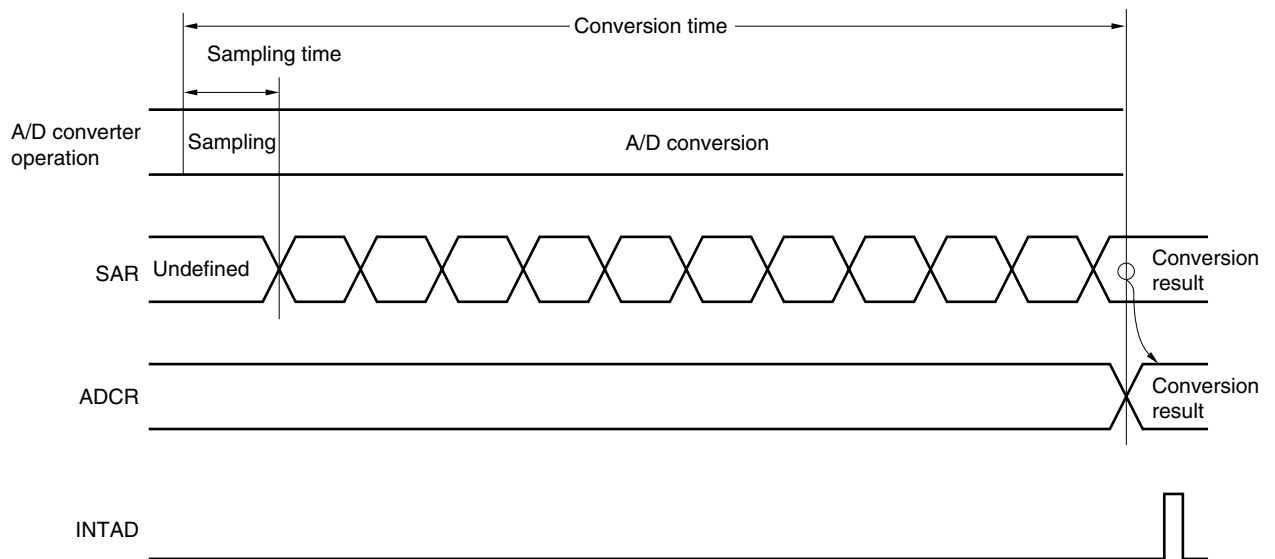 Conversion time
Sampling time
A/D converter
operation
Sampling
A/D conversion
SAR
Undefined
Conversion
result
ADCR
Conversion
result
INTAD